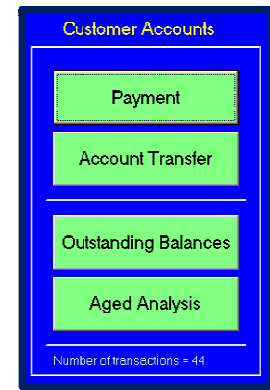 Customer Accounts
Payment
Account Transfer
Outstanding Balances
Aged Analysis
Number of transactions = 44